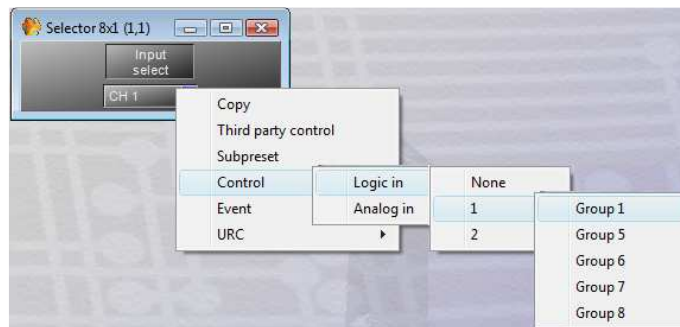 Selector 8x1 (1,1)
Input
select
CH 1
Copy
Third party control
Subpreset
Control
Event
URC
Logic in
Analog in
None
1
2
Group 1
Group 5
Group 6
Group 7
Group 8